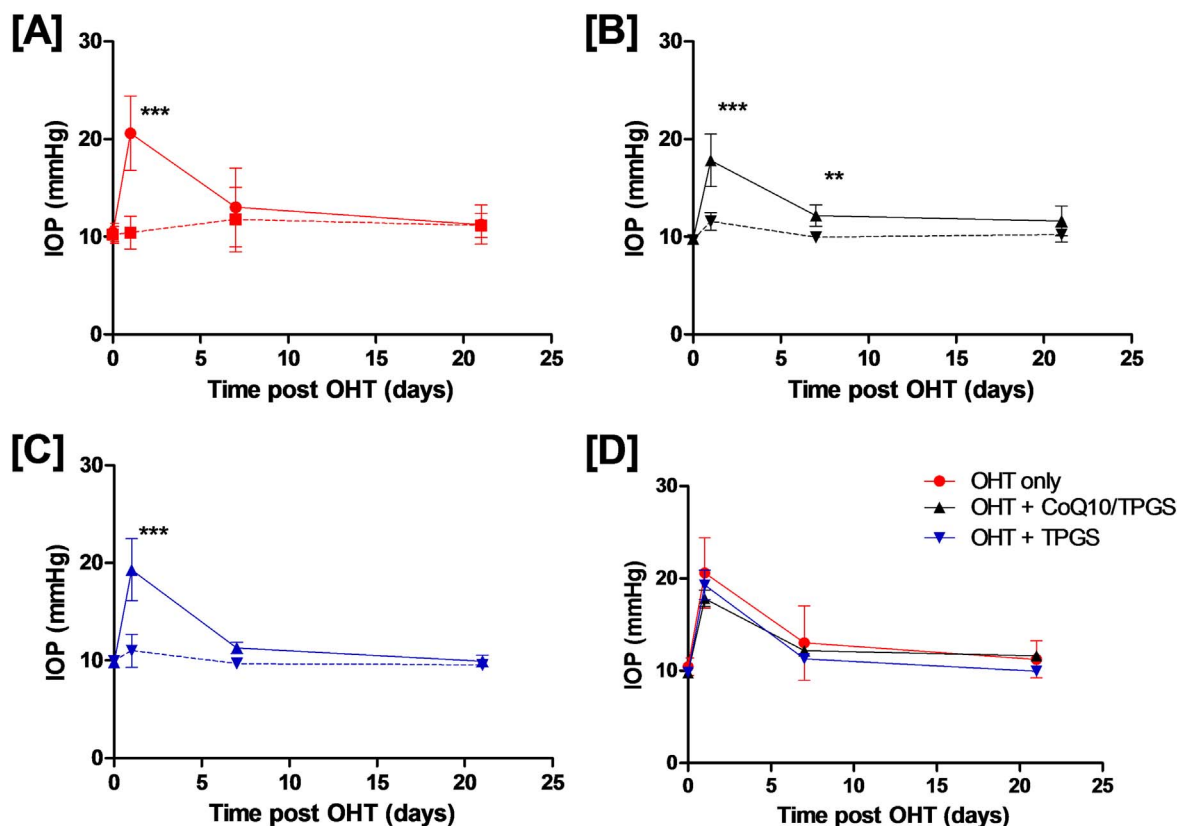 [A]
30
20
10
0
IOP (mmHg)
***
0 5 10 15 20 25
Time post OHT (days)
[B]
30
20
10
0
IOP (mmHg)
***
**
0 5 10 15 20 25
Time post OHT (days)
[C]
30
20
10
0
IOP (mmHg)
***
0 5 10 15 20 25
Time post OHT (days)
[D]
30
20
10
0
IOP (mmHg)
OHT only
OHT + CoQ10/TPGS
OHT + TPGS
0 5 10 15 20 25
Time post OHT (days)